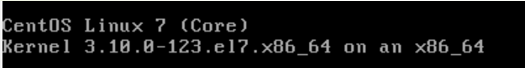 CentOS Linux 7 (Core)
Kernel 3.10.0-123.el7.x86_64 on an x86_64